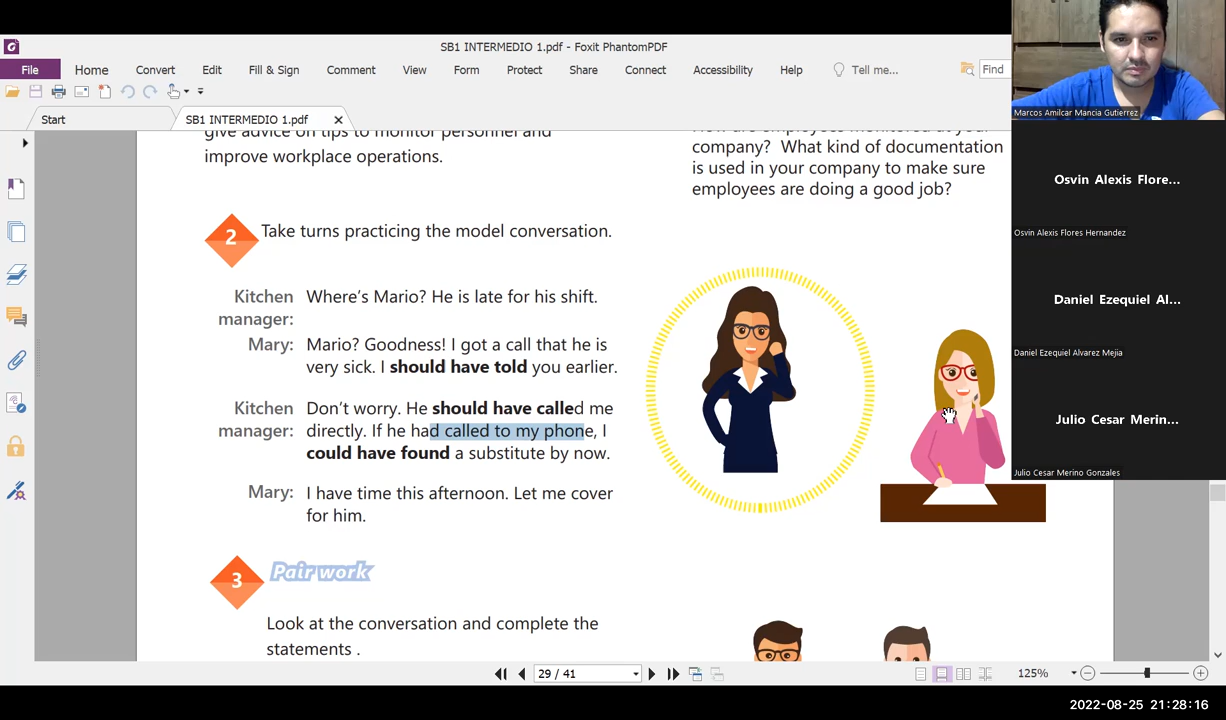 SB1 INTERMEDIO 1.pdf - Foxit PhantomPDF
File Home Convert Edit Fill & Sign Comment View Form Protect Share Connect Accessibility Help Tell me... Find
Start SB1 INTERMEDIO 1.pdf
give advice on tips to monitor personnel and
improve workplace operations.
How are employees monitored at your
company? What kind of documentation
is used in your company to make sure
employees are doing a good job?
2 Take turns practicing the model conversation.
Kitchen manager: Where's Mario? He is late for his shift.
Mary: Mario? Goodness! I got a call that he is
very sick. I should have told you earlier.
Kitchen manager: Don't worry. He should have called me
directly. If he had called to my phone, I
could have found a substitute by now.
Mary: I have time this afternoon. Let me cover
for him.
3 Pair work
Look at the conversation and complete the
statements .
29 / 41
125%
Marcos Amilcar Mancia Gutierrez
Osvin Alexis Flore...
Osvin Alexis Flores Hernandez
Daniel Ezequiel Al...
Daniel Ezequiel Alvarez Mejia
Julio Cesar Merin...
Julio Cesar Merino Gonzales
2022-08-25 21:28:16